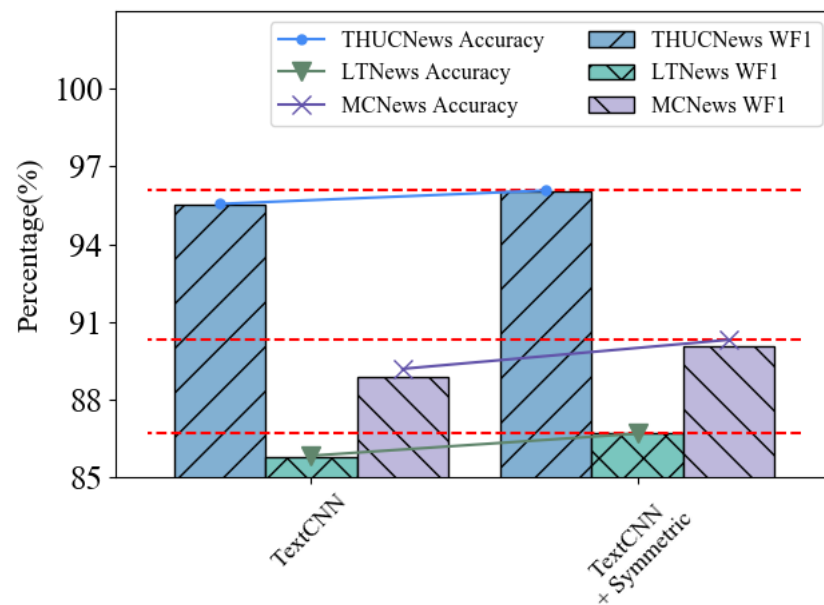 THUCNews Accuracy
LTNews Accuracy
MCNews Accuracy
THUCNews WF1
LTNews WF1
MCNews WF1
Percentage(%)
100
97
94
91
88
85
TextCNN
TextCNN
+ Symmetric